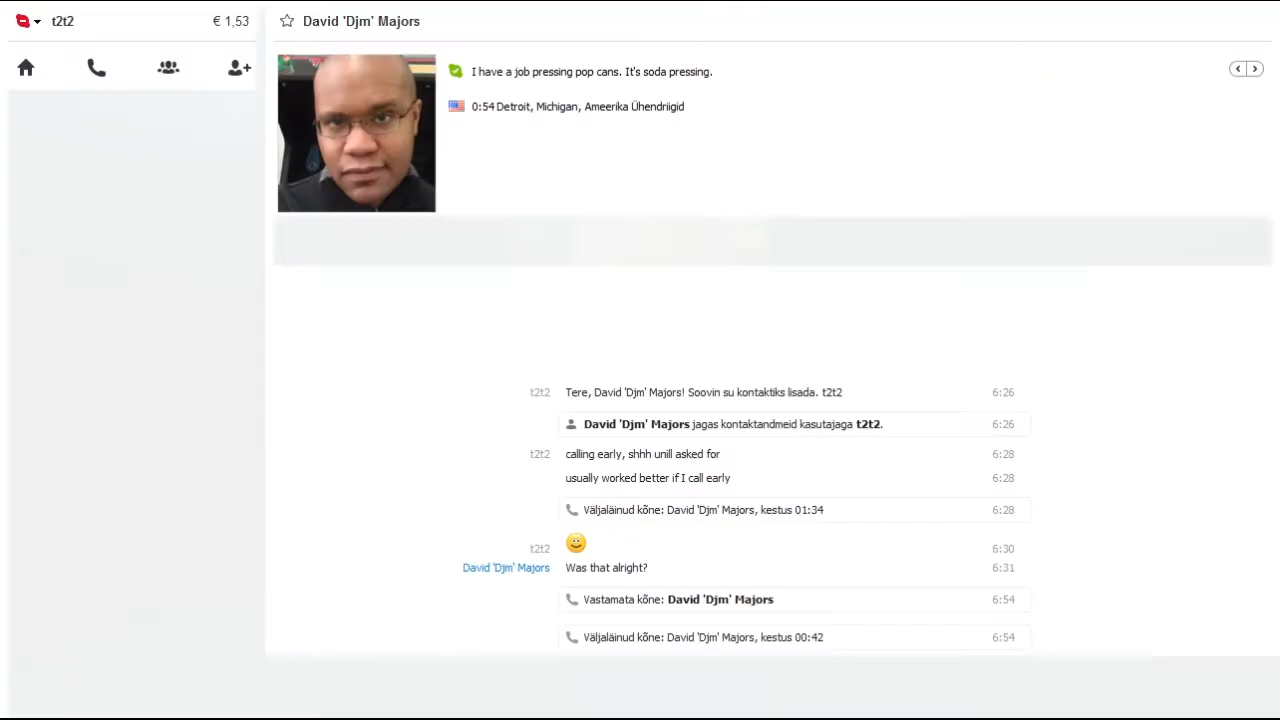 t2t2 € 1,53
David 'Djm' Majors
I have a job pressing pop cans. It's soda pressing.
0:54 Detroit, Michigan, Ameerika Ühendriigid
t2t2 Tere, David 'Djm' Majors! Soovin su kontaktiks lisada. t2t2 6:26
David 'Djm' Majors jagas kontaktandmeid kasutajaga t2t2. 6:26
t2t2 calling early, shhh unill asked for 6:28
usually worked better if I call early 6:28
Väljaläinud kõne: David 'Djm' Majors, kestus 01:34 6:28
t2t2 6:30
David 'Djm' Majors Was that alright? 6:31
Vastamata kõne: David 'Djm' Majors 6:54
Väljaläinud kõne: David 'Djm' Majors, kestus 00:42 6:54